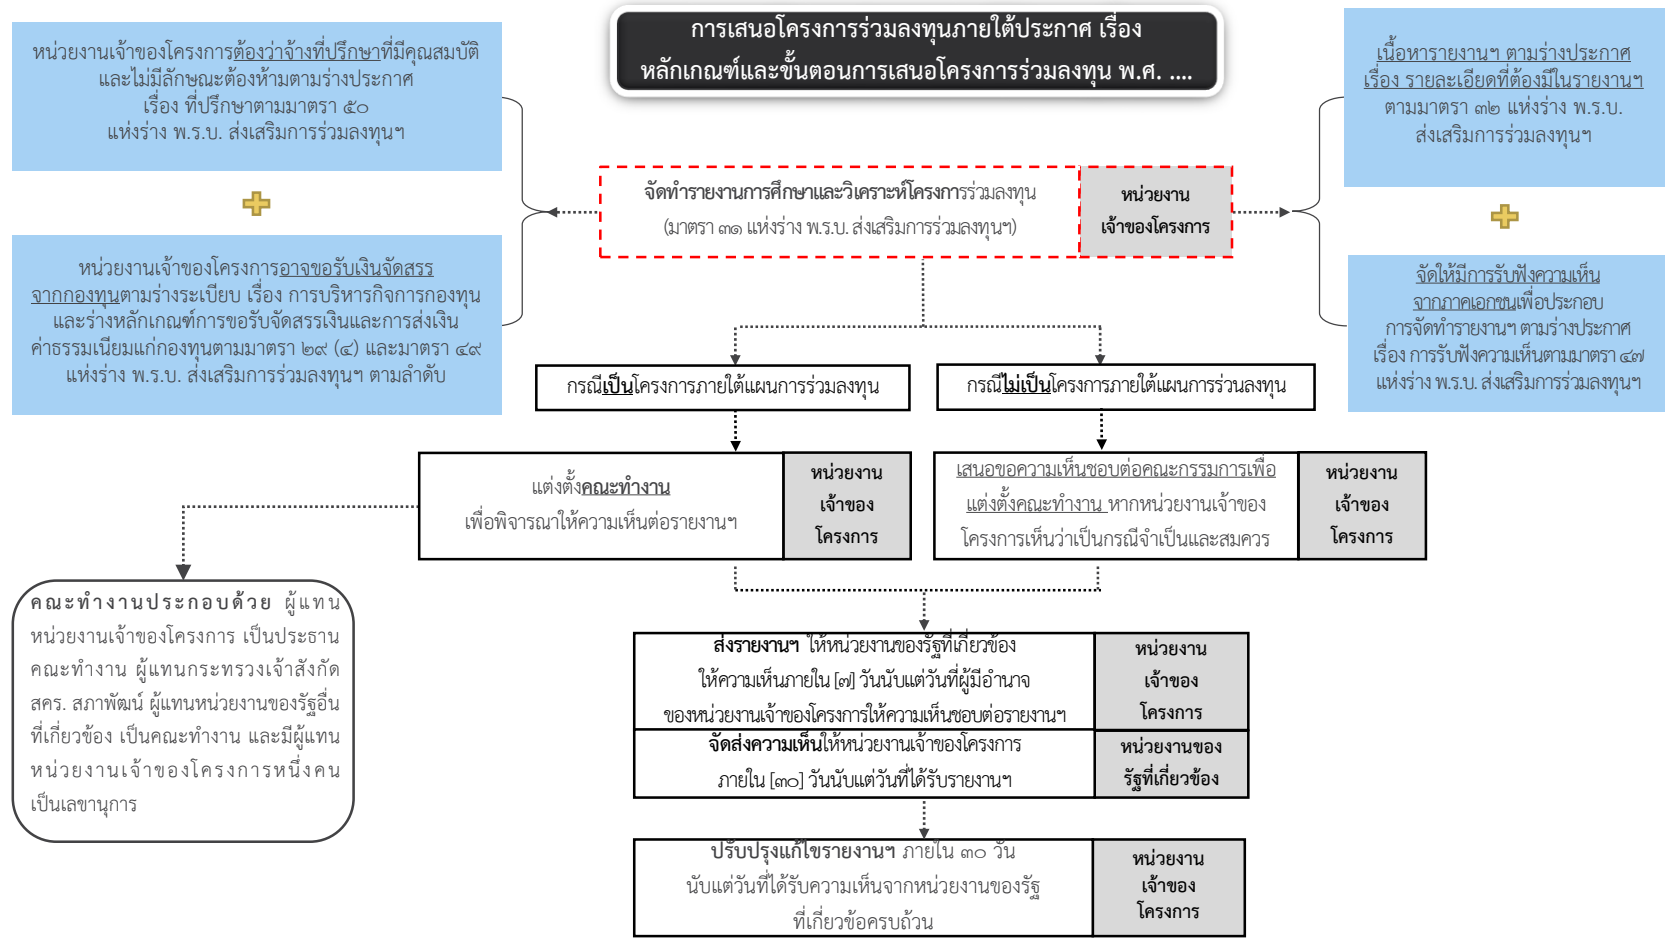 การเสนอโครงการร่วมลงทุนภายใต้ประกาศ เรื่อง
หลักเกณฑ์และขั้นตอนการเสนอโครงการร่วมลงทุน พ.ศ. ....
หน่วยงานเจ้าของโครงการต้องว่าจ้างที่ปรึกษาที่มีคุณสมบัติ
และไม่มีลักษณะต้องห้ามตามร่างประกาศ
เรื่อง ที่ปรึกษาตามมาตรา ๕๐
แห่งร่าง พ.ร.บ. ส่งเสริมการร่วมลงทุนฯ
หน่วยงานเจ้าของโครงการอาจขอรับเงินจัดสรร
จากกองทุนตามร่างระเบียบ เรื่อง การบริหารกิจการกองทุน
และร่างหลักเกณฑ์การขอรับจัดสรรเงินและการส่งเงิน
ค่าธรรมเนียมแก่กองทุนตามมาตรา ๒๙ (๔) และมาตรา ๔๙
แห่งร่าง พ.ร.บ. ส่งเสริมการร่วมลงทุนฯ ตามลำดับ
จัดทำรายงานการศึกษาและวิเคราะห์โครงการร่วมลงทุน
(มาตรา ๓๑ แห่งร่าง พ.ร.บ. ส่งเสริมการร่วมลงทุนฯ)
หน่วยงาน
เจ้าของโครงการ
เนื้อหารายงานฯ ตามร่างประกาศ
เรื่อง รายละเอียดที่ต้องมีในรายงานฯ
ตามมาตรา ๓๒ แห่งร่าง พ.ร.บ.
ส่งเสริมการร่วมลงทุนฯ
จัดให้มีการรับฟังความเห็น
จากภาคเอกชนเพื่อประกอบ
การจัดทำรายงานฯ ตามร่างประกาศ
เรื่อง การรับฟังความเห็นตามมาตรา ๔๗
แห่งร่าง พ.ร.บ. ส่งเสริมการร่วมลงทุนฯ
กรณีเป็นโครงการภายใต้แผนการร่วมลงทุน
กรณีไม่เป็นโครงการภายใต้แผนการร่วนลงทุน
แต่งตั้งคณะทำงาน
เพื่อพิจารณาให้ความเห็นต่อรายงานฯ
หน่วยงาน
เจ้าของ
โครงการ
เสนอขอความเห็นชอบต่อคณะกรรมการเพื่อ
แต่งตั้งคณะทำงาน หากหน่วยงานเจ้าของ
โครงการเห็นว่าเป็นกรณีจำเป็นและสมควร
หน่วยงาน
เจ้าของ
โครงการ
คณะทำงานประกอบด้วย ผู้แทน
หน่วยงานเจ้าของโครงการ เป็นประธาน
คณะทำงาน ผู้แทนกระทรวงเจ้าสังกัด
สคร. สภาพัฒน์ ผู้แทนหน่วยงานของรัฐอื่น
ที่เกี่ยวข้อง เป็นคณะทำงาน และมีผู้แทน
หน่วยงานเจ้าของโครงการหนึ่งคน
เป็นเลขานุการ
ส่งรายงานฯ ให้หน่วยงานของรัฐที่เกี่ยวข้อง
ให้ความเห็นภายใน [๗] วันนับแต่วันที่ผู้มีอำนาจ
ของหน่วยงานเจ้าของโครงการให้ความเห็นชอบต่อรายงานฯ
หน่วยงาน
เจ้าของ
โครงการ
จัดส่งความเห็นให้หน่วยงานเจ้าของโครงการ
ภายใน [๓๐] วันนับแต่วันที่ได้รับรายงานฯ
หน่วยงานของ
รัฐที่เกี่ยวข้อง
ปรับปรุงแก้ไขรายงานฯ ภายใน ๓๐ วัน
นับแต่วันที่ได้รับความเห็นจากหน่วยงานของรัฐ
ที่เกี่ยวข้อครบถ้วน
หน่วยงาน
เจ้าของ
โครงการ